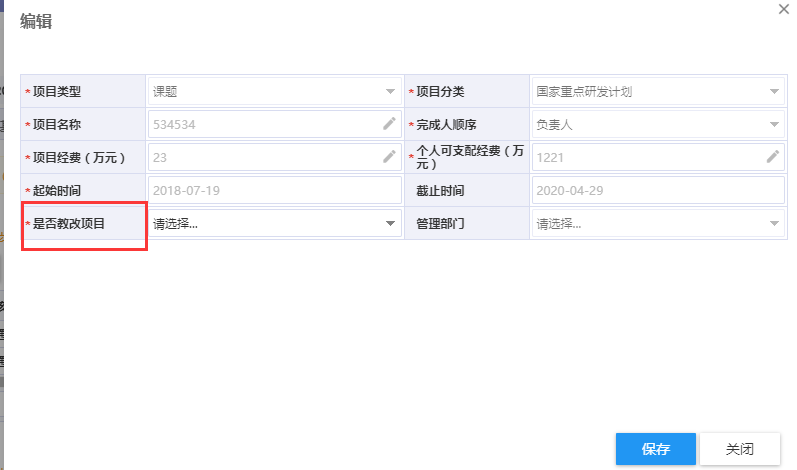 编辑
* 项目类型 课题 * 项目分类 国家重点研发计划
* 项目名称 534534 * 完成人顺序 负责人
* 项目经费（万元） 23 * 个人可支配经费（万元） 1221
* 起始时间 2018-07-19 截止时间 2020-04-29
* 是否教改项目 请选择... 管理部门 请选择...
保存 关闭